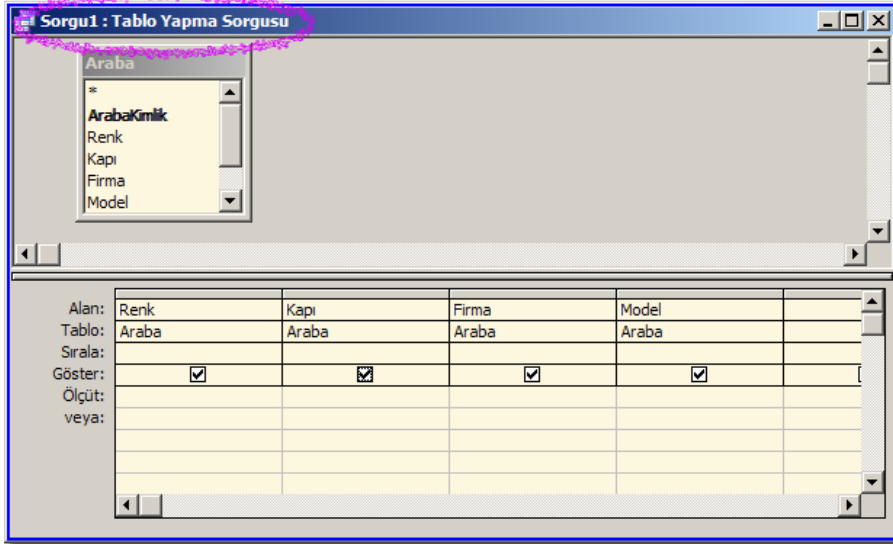 Sorgu1 : Tablo Yapma Sorgusu
Araba
*
ArabaKimlik
Renk
Kapı
Firma
Model
Alan: Renk Kapı Firma Model
Tablo: Araba Araba Araba Araba
Sırala:
Göster:
Ölçüt:
veya: